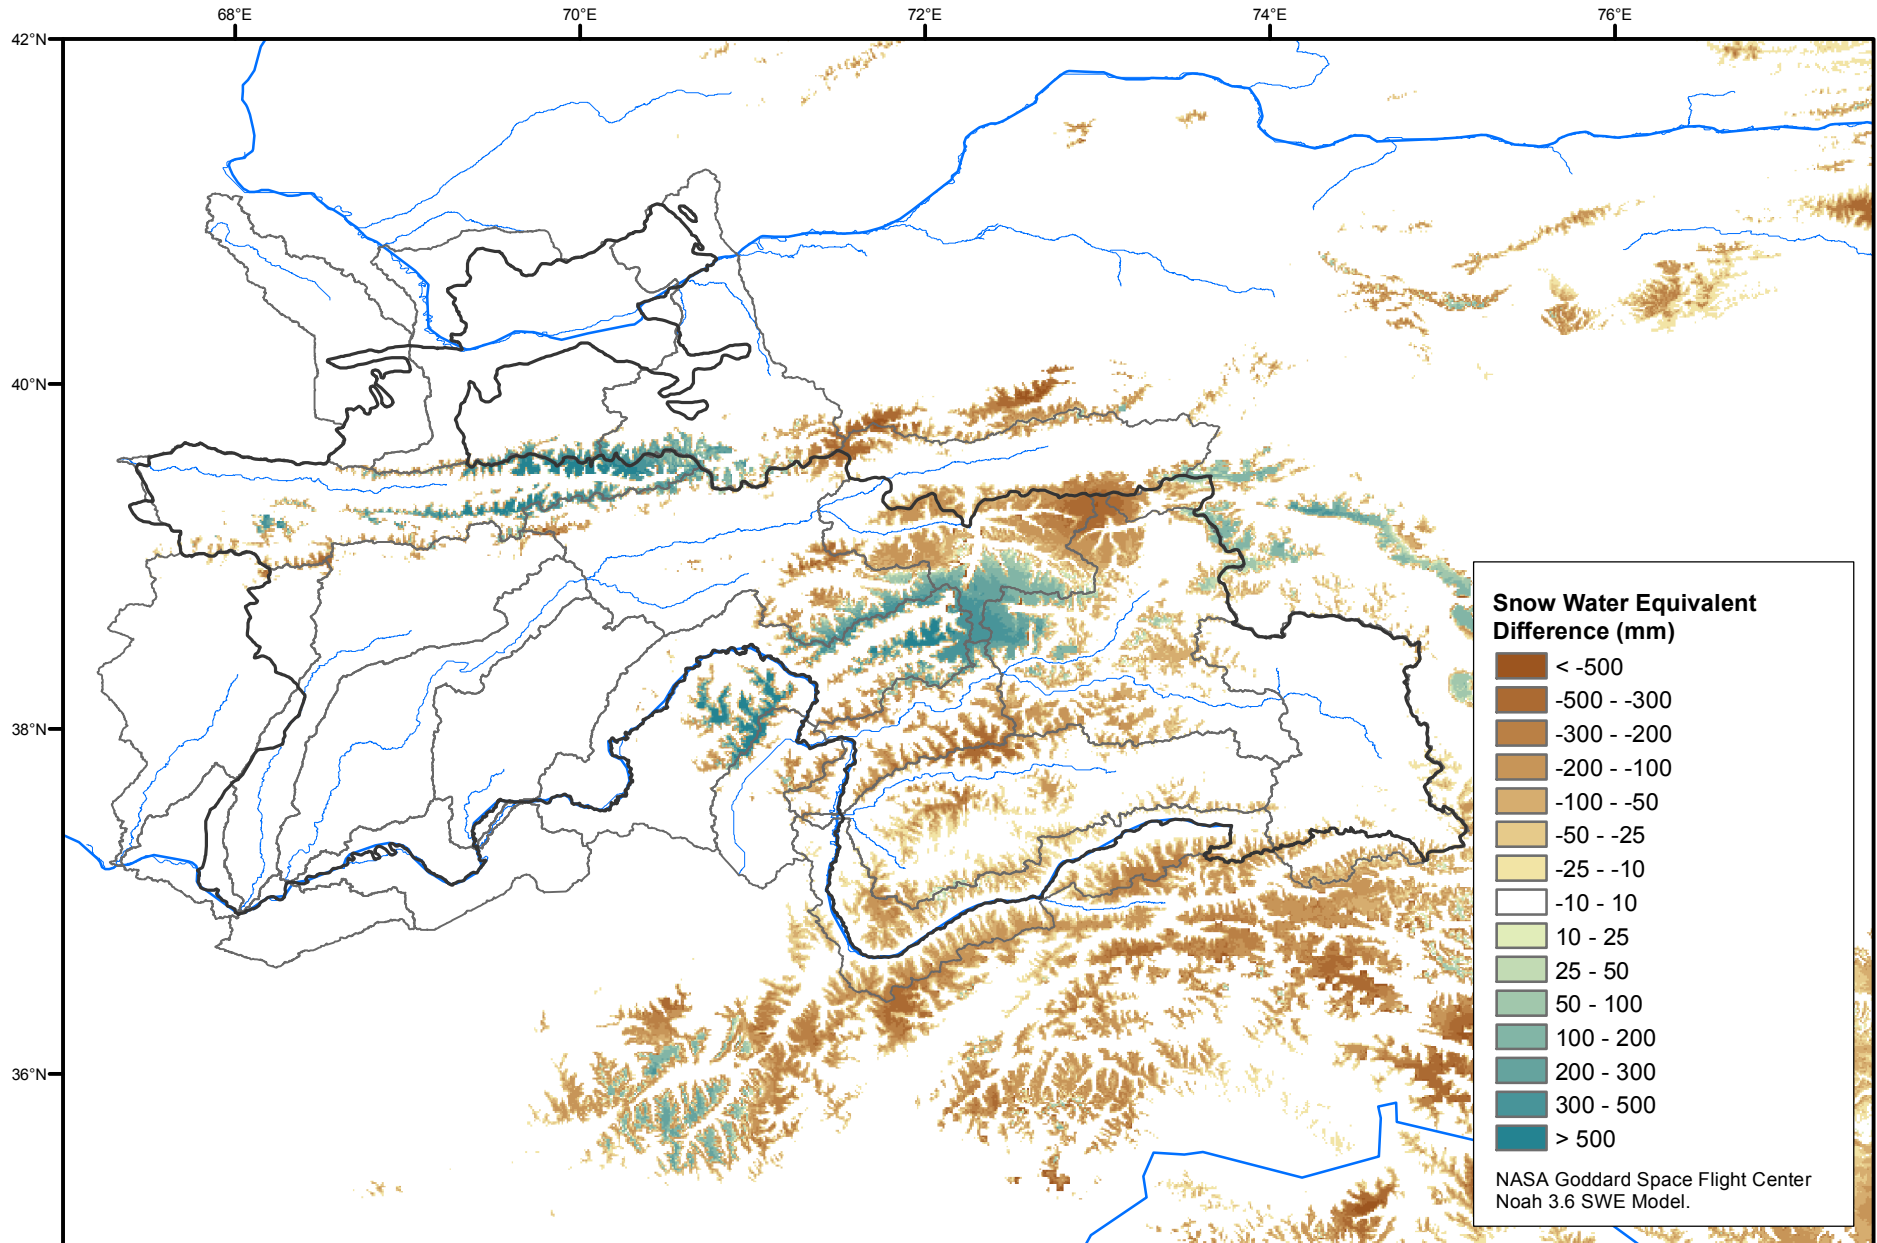 68°E 70°E 72°E 74°E 76°E
42°N
40°N
38°N
36°N
Snow Water Equivalent
Difference (mm)
< -500
-500 - -300
-300 - -200
-200 - -100
-100 - -50
-50 - -25
-25 - -10
-10 - 10
10 - 25
25 - 50
50 - 100
100 - 200
200 - 300
300 - 500
> 500
NASA Goddard Space Flight Center
Noah 3.6 SWE Model.